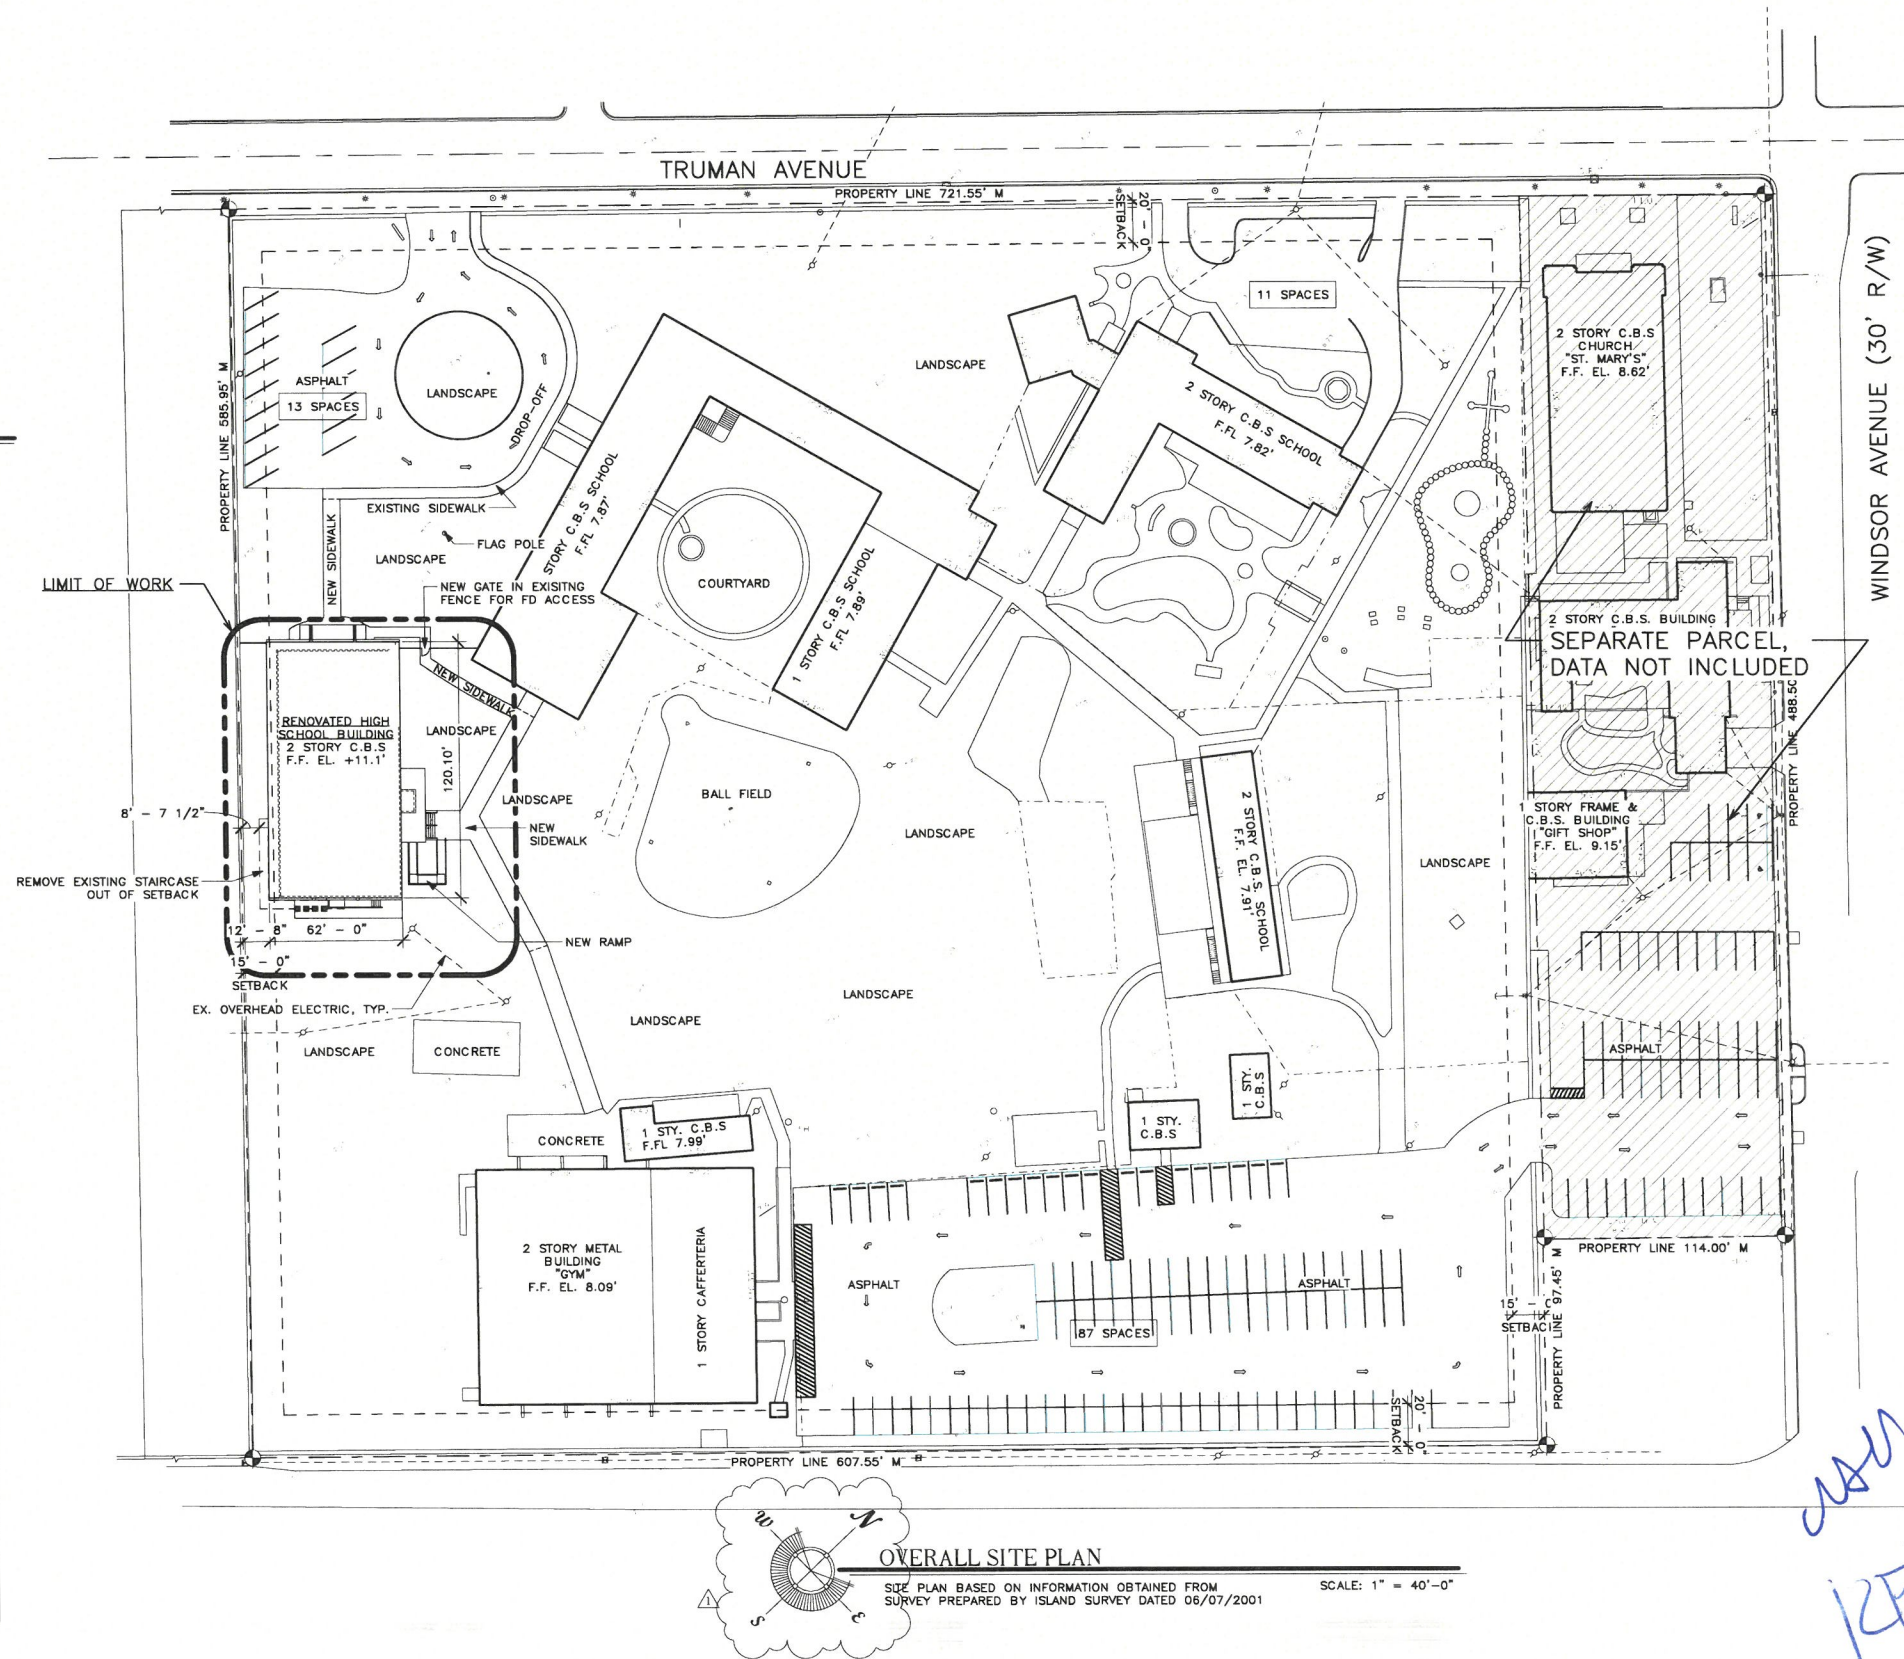 TRUMAN AVENUE
PROPERTY LINE 721.55' M
20' - 0"
SETBACK
WINDSOR AVENUE (30' R/W)
11 SPACES
2 STORY C.B.S
CHURCH
"ST. MARY'S"
F.F. EL. 8.62'
LANDSCAPE
ASPHALT
13 SPACES
LANDSCAPE
DROP-OFF
PROPERTY LINE 585.95' M
2 STORY C.B.S SCHOOL
F.FL 7.82'
STORY C.B.S SCHOOL
F.FL 7.87'
EXISTING SIDEWALK
NEW SIDEWALK
FLAG POLE
LANDSCAPE
COURTYARD
1 STORY C.B.S SCHOOL
F.FL 7.89'
LIMIT OF WORK
NEW GATE IN EXISITNG
FENCE FOR FD ACCESS
2 STORY C.B.S. BUILDING
SEPARATE PARCEL,
DATA NOT INCLUDED
NEW SIDEWALK
RENOVATED HIGH
SCHOOL BUILDING
2 STORY C.B.S
F.F. EL. +11.1'
LANDSCAPE
120.10'
PROPERTY LINE 488.50
8' - 7 1/2"
LANDSCAPE
NEW
SIDEWALK
BALL FIELD
LANDSCAPE
2 STORY C.B.S. SCHOOL
F.F. EL. 7.91'
LANDSCAPE
1 STORY FRAME &
C.B.S. BUILDING
"GIFT SHOP"
F.F. EL. 9.15'
REMOVE EXISTING STAIRCASE
OUT OF SETBACK
12' - 8"
62' - 0"
NEW RAMP
15' - 0"
SETBACK
EX. OVERHEAD ELECTRIC, TYP.
LANDSCAPE
LANDSCAPE
LANDSCAPE
CONCRETE
ASPHALT
1 STY.
C.B.S
CONCRETE
1 STY. C.B.S
F.FL 7.99'
1 STY.
C.B.S
2 STORY METAL
BUILDING
"GYM"
F.F. EL. 8.09'
1 STORY CAFFERTERIA
ASPHALT
ASPHALT
87 SPACES
PROPERTY LINE 114.00' M
PROPERTY LINE 97.45' M
15' - 0
SETBAC
20' - 0"
SETBACK
PROPERTY LINE 607.55' M
W
N
S
E
1
OVERALL SITE PLAN
SITE PLAN BASED ON INFORMATION OBTAINED FROM
SURVEY PREPARED BY ISLAND SURVEY DATED 06/07/2001
SCALE: 1" = 40'-0"